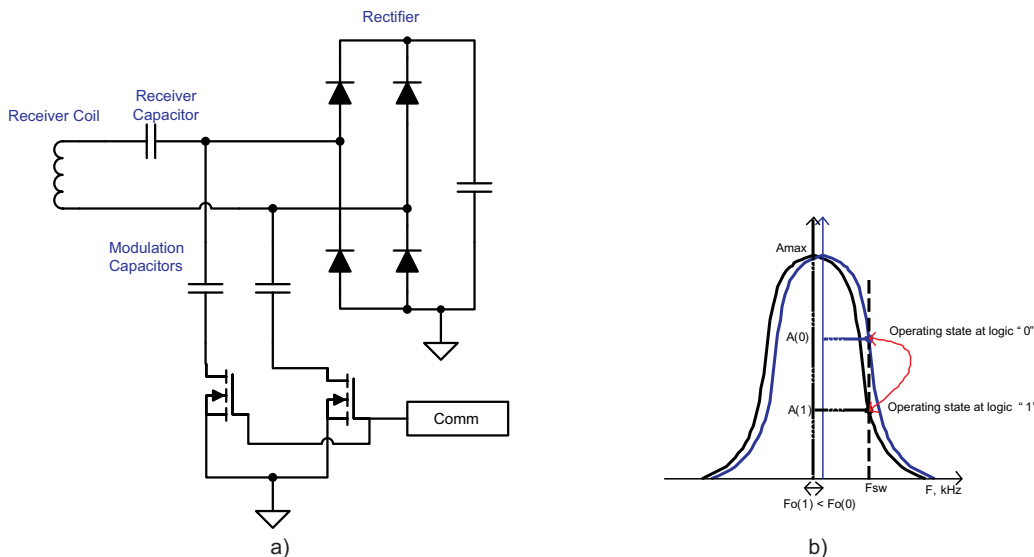 Rectifier
Receiver
Capacitor
Receiver Coil
Modulation
Capacitors
Comm
a)
Amax
A(0)
Operating state at logic “ 0”
A(1)
Operating state at logic “ 1”
Fsw
F, kHz
Fo(1) < Fo(0)
b)